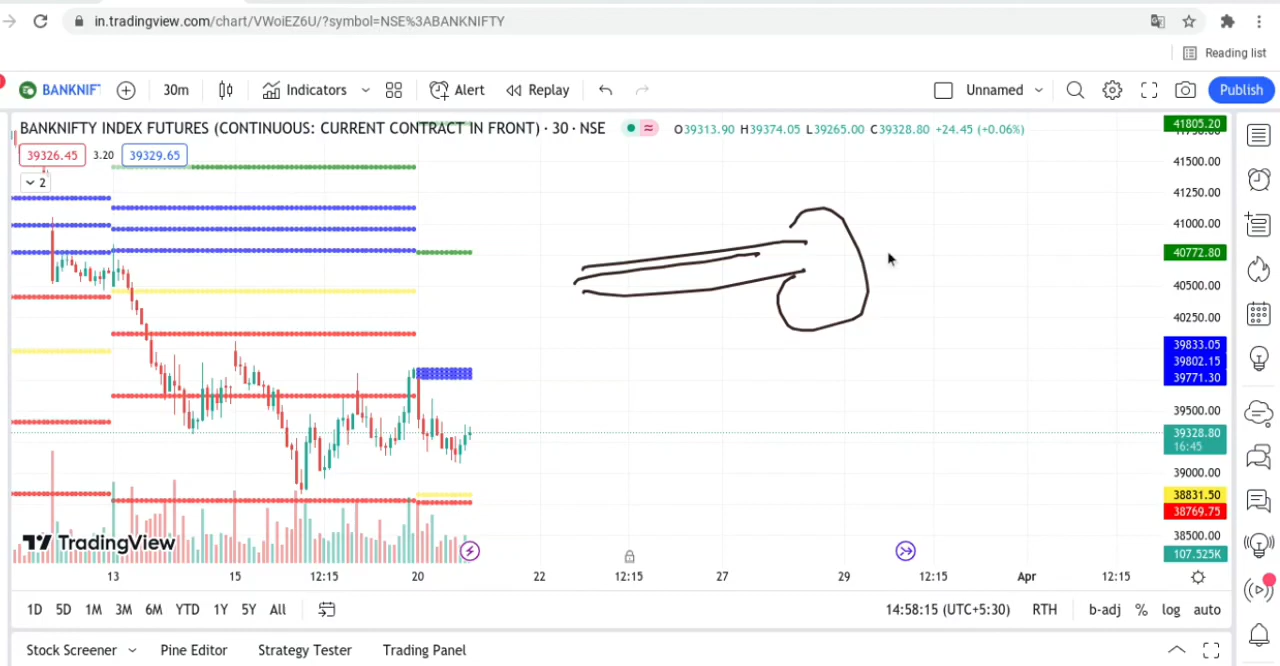 in.tradingview.com/chart/VWoiEZ6U/?symbol=NSE%3ABANKNIFTY
Reading list
BANKNIFT 30m Indicators Alert Replay Unnamed Publish
BANKNIFTY INDEX FUTURES (CONTINUOUS: CURRENT CONTRACT IN FRONT) · 30 · NSE O39313.90 H39374.05 L39265.00 C39328.80 +24.45 (+0.06%)
39326.45 3.20 39329.65
2
41805.20
41500.00
41250.00
41000.00
40772.80
40500.00
40250.00
39833.05
39802.15
39771.30
39500.00
39328.80
16:45
39000.00
38831.50
38769.75
38500.00
107.525K
TradingView
13 15 12:15 20 22 12:15 27 29 12:15 Apr 12:15
1D 5D 1M 3M 6M YTD 1Y 5Y All 14:58:15 (UTC+5:30) RTH b-adj % log auto
Stock Screener Pine Editor Strategy Tester Trading Panel